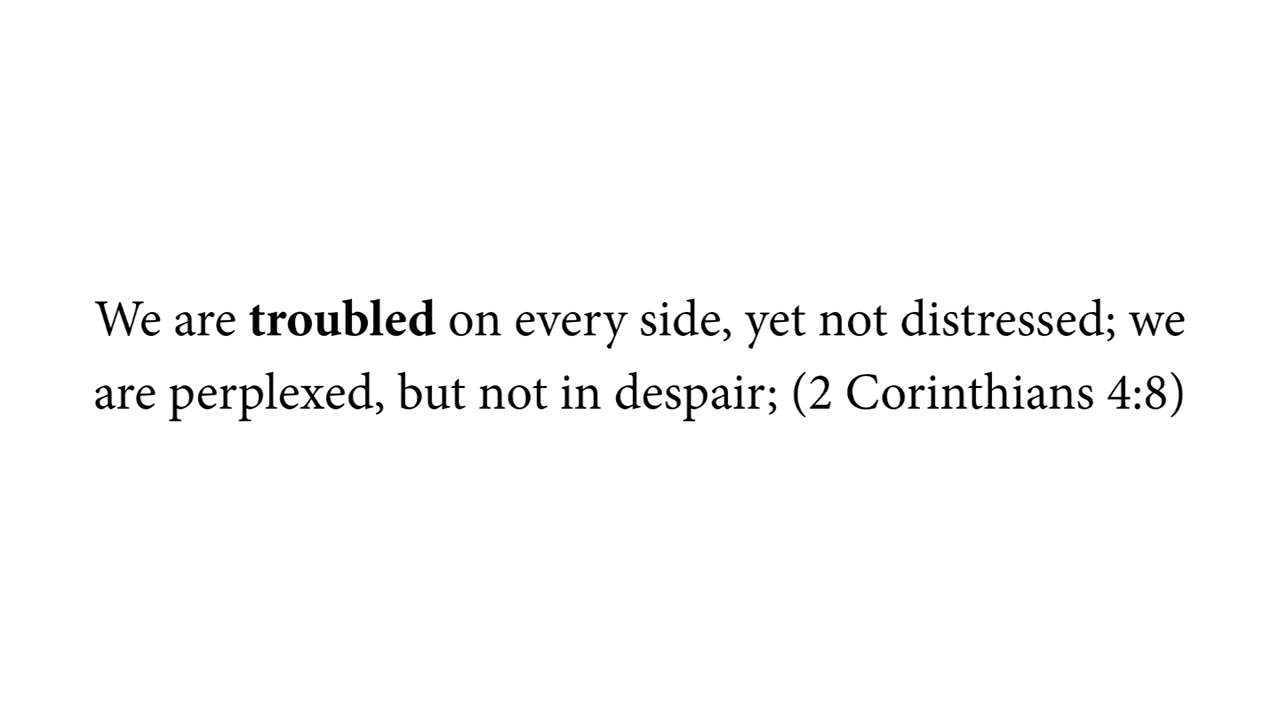 We are troubled on every side, yet not distressed; we
are perplexed, but not in despair; (2 Corinthians 4:8)